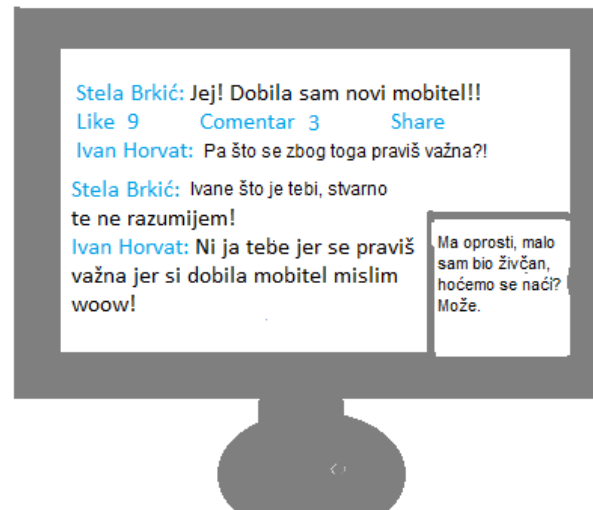 Stela Brkić: Jej! Dobila sam novi mobitel!!
Like 9 Comentar 3 Share
Ivan Horvat: Pa što se zbog toga praviš važna?!
Stela Brkić: Ivane što je tebi, stvarno
te ne razumijem!
Ivan Horvat: Ni ja tebe jer se praviš
važna jer si dobila mobitel mislim
woow!
Ma oprosti, malo
sam bio živčan,
hoćemo se naći?
Može.